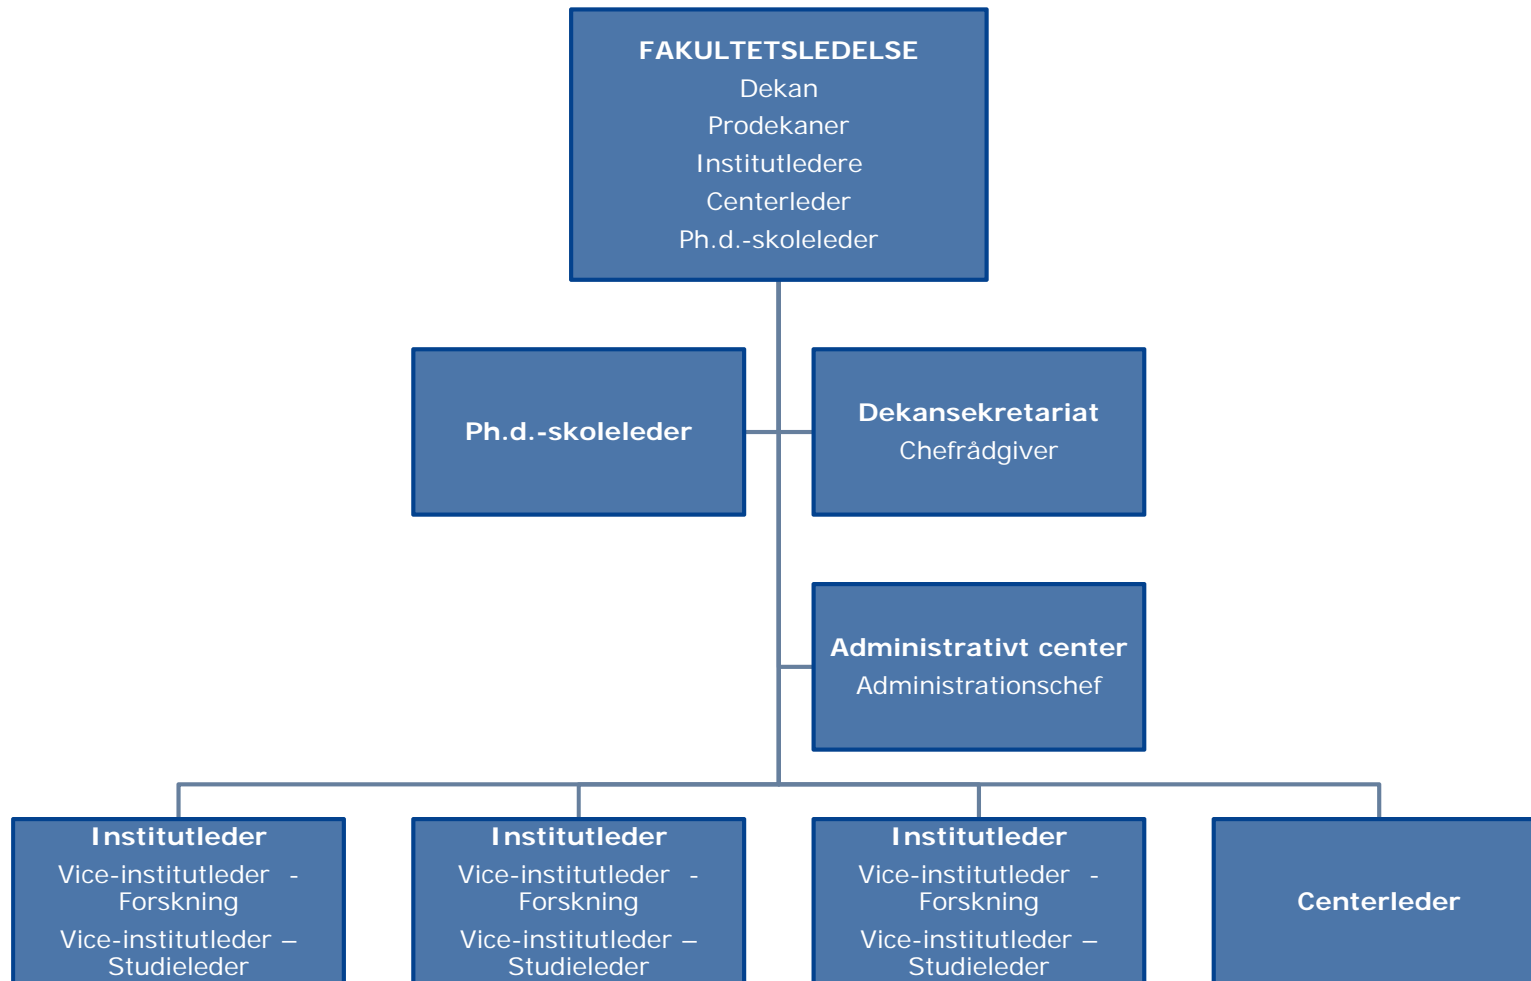 FAKULTETSLEDELSE
Dekan
Prodekaner
Institutledere
Centerleder
Ph.d.-skoleleder
Ph.d.-skoleleder
Dekansekretariat
Chefrådgiver
Administrativt center
Administrationschef
Institutleder
Vice-institutleder -
Forskning
Vice-institutleder –
Studieleder
Institutleder
Vice-institutleder -
Forskning
Vice-institutleder –
Studieleder
Institutleder
Vice-institutleder -
Forskning
Vice-institutleder –
Studieleder
Centerleder